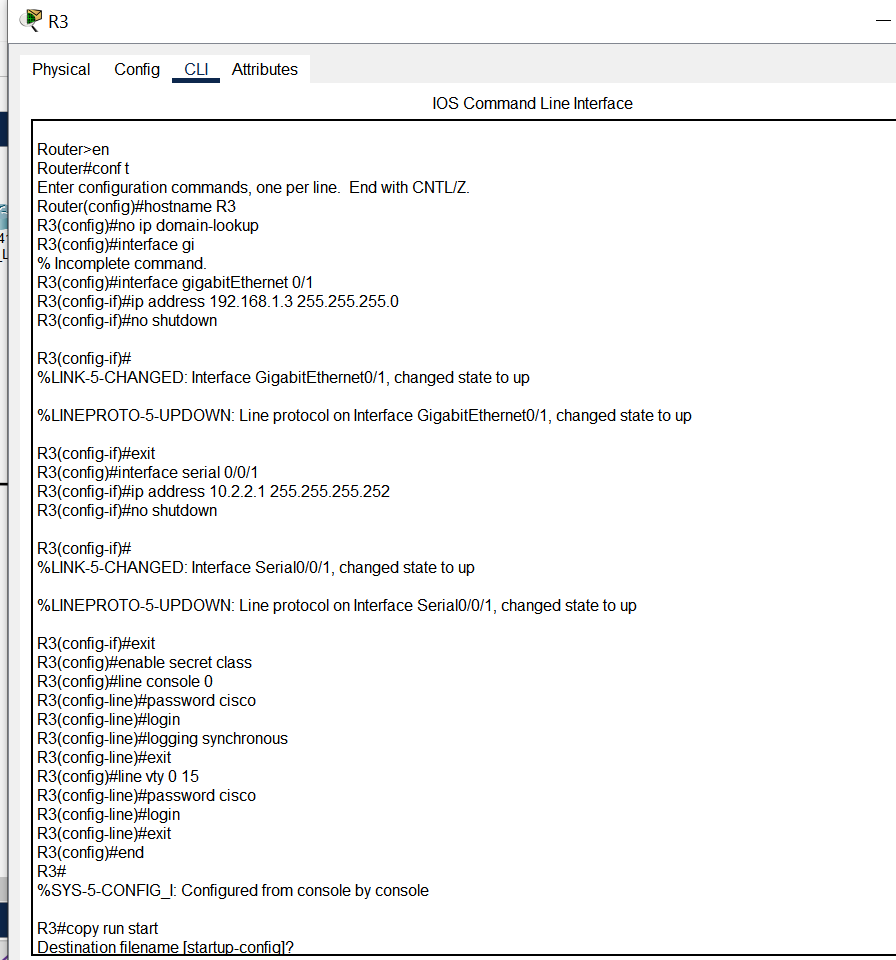 R3
Physical Config CLI Attributes
IOS Command Line Interface
Router>en
Router#conf t
Enter configuration commands, one per line.  End with CNTL/Z.
Router(config)#hostname R3
R3(config)#no ip domain-lookup
R3(config)#interface gi
% Incomplete command.
R3(config)#interface gigabitEthernet 0/1
R3(config-if)#ip address 192.168.1.3 255.255.255.0
R3(config-if)#no shutdown
R3(config-if)#
%LINK-5-CHANGED: Interface GigabitEthernet0/1, changed state to up
%LINEPROTO-5-UPDOWN: Line protocol on Interface GigabitEthernet0/1, changed state to up
R3(config-if)#exit
R3(config)#interface serial 0/0/1
R3(config-if)#ip address 10.2.2.1 255.255.255.252
R3(config-if)#no shutdown
R3(config-if)#
%LINK-5-CHANGED: Interface Serial0/0/1, changed state to up
%LINEPROTO-5-UPDOWN: Line protocol on Interface Serial0/0/1, changed state to up
R3(config-if)#exit
R3(config)#enable secret class
R3(config)#line console 0
R3(config-line)#password cisco
R3(config-line)#login
R3(config-line)#logging synchronous
R3(config-line)#exit
R3(config)#line vty 0 15
R3(config-line)#password cisco
R3(config-line)#login
R3(config-line)#exit
R3(config)#end
R3#
%SYS-5-CONFIG_I: Configured from console by console
R3#copy run start
Destination filename [startup-config]?